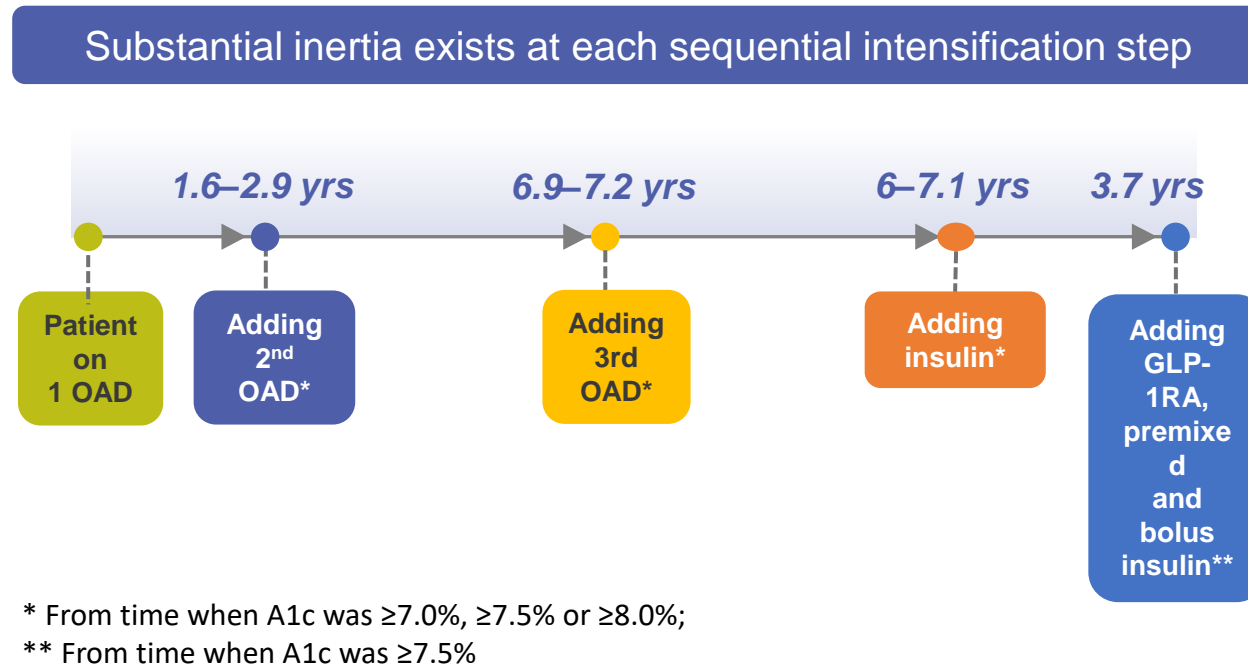 Substantial inertia exists at each sequential intensification step
1.6–2.9 yrs
6.9–7.2 yrs
6–7.1 yrs
3.7 yrs
Patient
on
1 OAD
Adding
2nd
OAD*
Adding
3rd
OAD*
Adding
insulin*
Adding
GLP-
1RA,
premixe
d
and
bolus
insulin**
* From time when A1c was ≥7.0%, ≥7.5% or ≥8.0%;
** From time when A1c was ≥7.5%